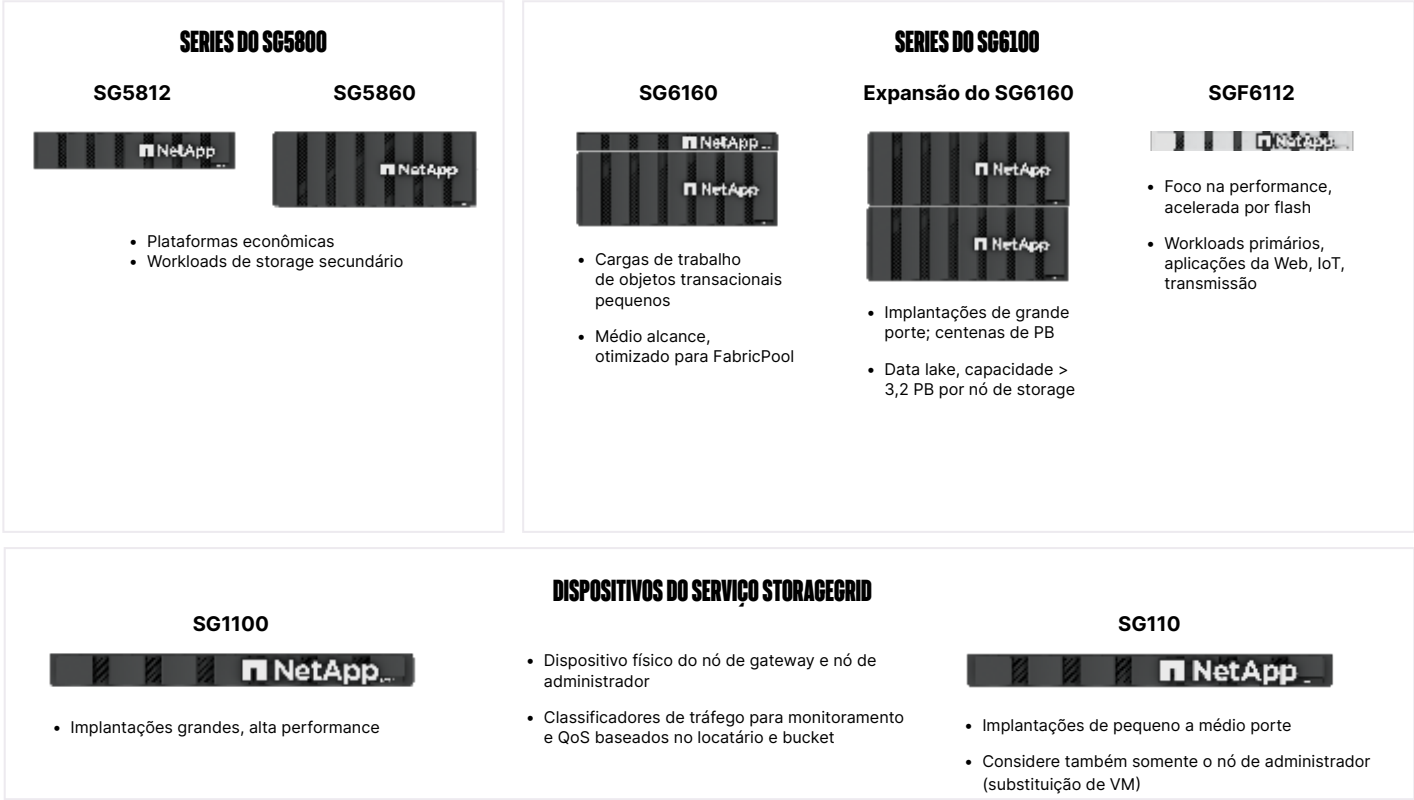 SERIES DO SG5800
SG5812
SG5860
NetApp
NetApp
• Plataformas econômicas
• Workloads de storage secundário
SERIES DO SG6100
SG6160
Expansão do SG6160
SGF6112
NetApp
NetApp
NetApp
NetApp
NetApp
• Cargas de trabalho
de objetos transacionais
pequenos
• Médio alcance,
otimizado para FabricPool
• Implantações de grande
porte; centenas de PB
• Data lake, capacidade >
3,2 PB por nó de storage
• Foco na performance,
acelerada por flash
• Workloads primários,
aplicações da Web, IoT,
transmissão
DISPOSITIVOS DO SERVIÇO STORAGEGRID
SG1100
NetApp
• Implantações grandes, alta performance
• Dispositivo físico do nó de gateway e nó de
administrador
• Classificadores de tráfego para monitoramento
e QoS baseados no locatário e bucket
SG110
NetApp
• Implantações de pequeno a médio porte
• Considere também somente o nó de administrador
(substituição de VM)